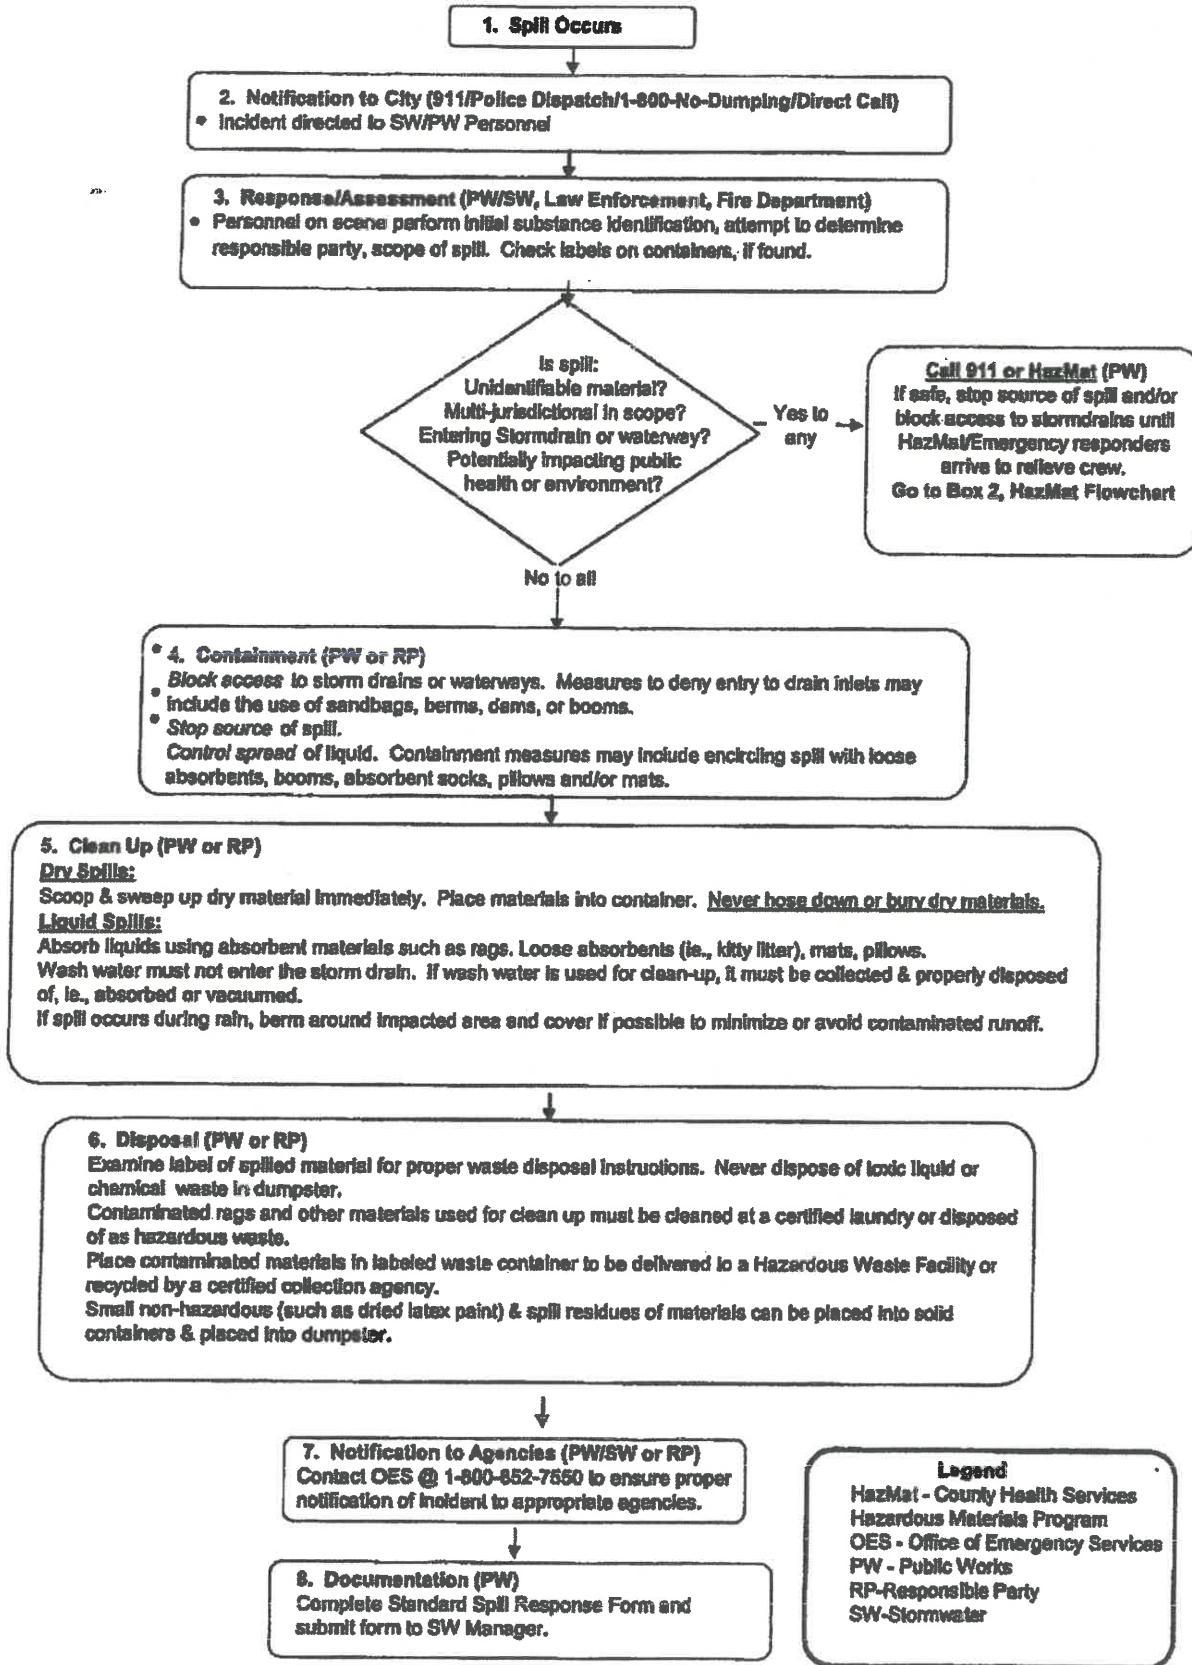 1. Spill Occurs
2. Notification to City (911/Police Dispatch/1-800-No-Dumping/Direct Call)
• Incident directed to SW/PW Personnel
3. Response/Assessment (PW/SW, Law Enforcement, Fire Department)
• Personnel on scene perform initial substance identification, attempt to determine
responsible party, scope of spill. Check labels on containers, if found.
Is spill:
Unidentifiable material?
Multi-jurisdictional in scope?
Entering Stormdrain or waterway?
Potentially impacting public
health or environment?
Yes to
any
Call 911 or HazMat (PW)
If safe, stop source of spill and/or
block access to stormdrains until
HazMat/Emergency responders
arrive to relieve crew.
Go to Box 2, HazMat Flowchart
No to all
• 4. Containment (PW or RP)
Block access to storm drains or waterways. Measures to deny entry to drain inlets may
• include the use of sandbags, berms, dams, or booms.
• Stop source of spill.
Control spread of liquid. Containment measures may include encircling spill with loose
absorbents, booms, absorbent socks, pillows and/or mats.
5. Clean Up (PW or RP)
Dry Spills:
Scoop & sweep up dry material immediately. Place materials into container. Never hose down or bury dry materials.
Liquid Spills:
Absorb liquids using absorbent materials such as rags. Loose absorbents (ie., kitty litter), mats, pillows.
Wash water must not enter the storm drain. If wash water is used for clean-up, it must be collected & properly disposed
of, ie., absorbed or vacuumed.
If spill occurs during rain, berm around impacted area and cover if possible to minimize or avoid contaminated runoff.
6. Disposal (PW or RP)
Examine label of spilled material for proper waste disposal instructions. Never dispose of toxic liquid or
chemical waste in dumpster.
Contaminated rags and other materials used for clean up must be cleaned at a certified laundry or disposed
of as hazardous waste.
Place contaminated materials in labeled waste container to be delivered to a Hazardous Waste Facility or
recycled by a certified collection agency.
Small non-hazardous (such as dried latex paint) & spill residues of materials can be placed into solid
containers & placed into dumpster.
7. Notification to Agencies (PW/SW or RP)
Contact OES @ 1-800-852-7550 to ensure proper
notification of incident to appropriate agencies.
8. Documentation (PW)
Complete Standard Spill Response Form and
submit form to SW Manager.
Legend
HazMat - County Health Services
Hazardous Materials Program
OES - Office of Emergency Services
PW - Public Works
RP-Responsible Party
SW-Stormwater